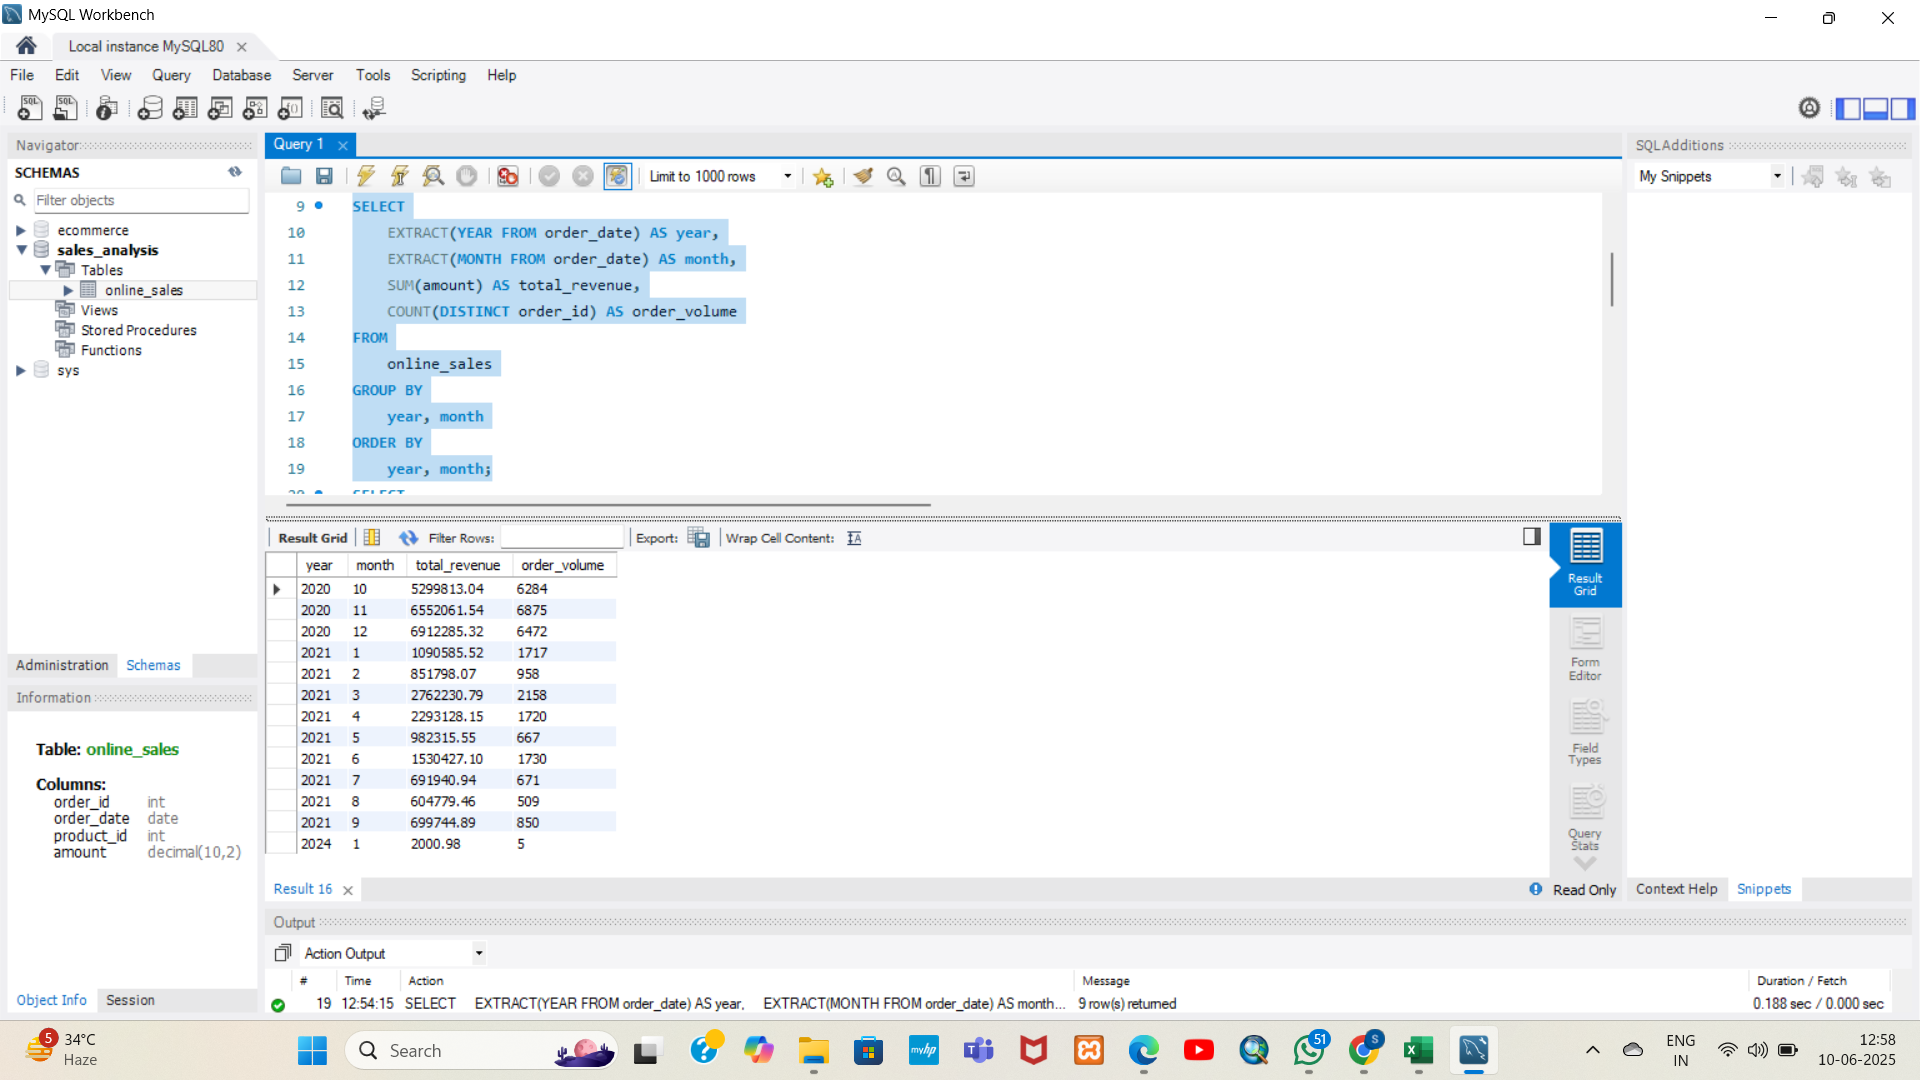 MySQL Workbench
Local instance MySQL80
File Edit View Query Database Server Tools Scripting Help
Navigator
SCHEMAS
Filter objects
ecommerce
sales_analysis
Tables
online_sales
Views
Stored Procedures
Functions
sys
Administration Schemas
Information
Table: online_sales
Columns:
order_id int
order_date date
product_id int
amount decimal(10,2)
Object Info Session
Query 1
Limit to 1000 rows
9 SELECT
10 EXTRACT(YEAR FROM order_date) AS year,
11 EXTRACT(MONTH FROM order_date) AS month,
12 SUM(amount) AS total_revenue,
13 COUNT(DISTINCT order_id) AS order_volume
14 FROM
15 online_sales
16 GROUP BY
17 year, month
18 ORDER BY
19 year, month;
20 SELECT
Result Grid Filter Rows: Export: Wrap Cell Content:
year month total_revenue order_volume
2020 10 5299813.04 6284
2020 11 6552061.54 6875
2020 12 6912285.32 6472
2021 1 1090585.52 1717
2021 2 851798.07 958
2021 3 2762230.79 2158
2021 4 2293128.15 1720
2021 5 982315.55 667
2021 6 1530427.10 1730
2021 7 691940.94 671
2021 8 604779.46 509
2021 9 699744.89 850
2024 1 2000.98 5
Result Grid
Form Editor
Field Types
Query Stats
Result 16
Read Only
SQLAdditions
My Snippets
Context Help Snippets
Output
Action Output
# Time Action Message Duration / Fetch
19 12:54:15 SELECT EXTRACT(YEAR FROM order_date) AS year, EXTRACT(MONTH FROM order_date) AS month... 9 row(s) returned 0.188 sec / 0.000 sec
5
34°C
Haze
Search
myhp
51
S
ENG
IN
12:58
10-06-2025